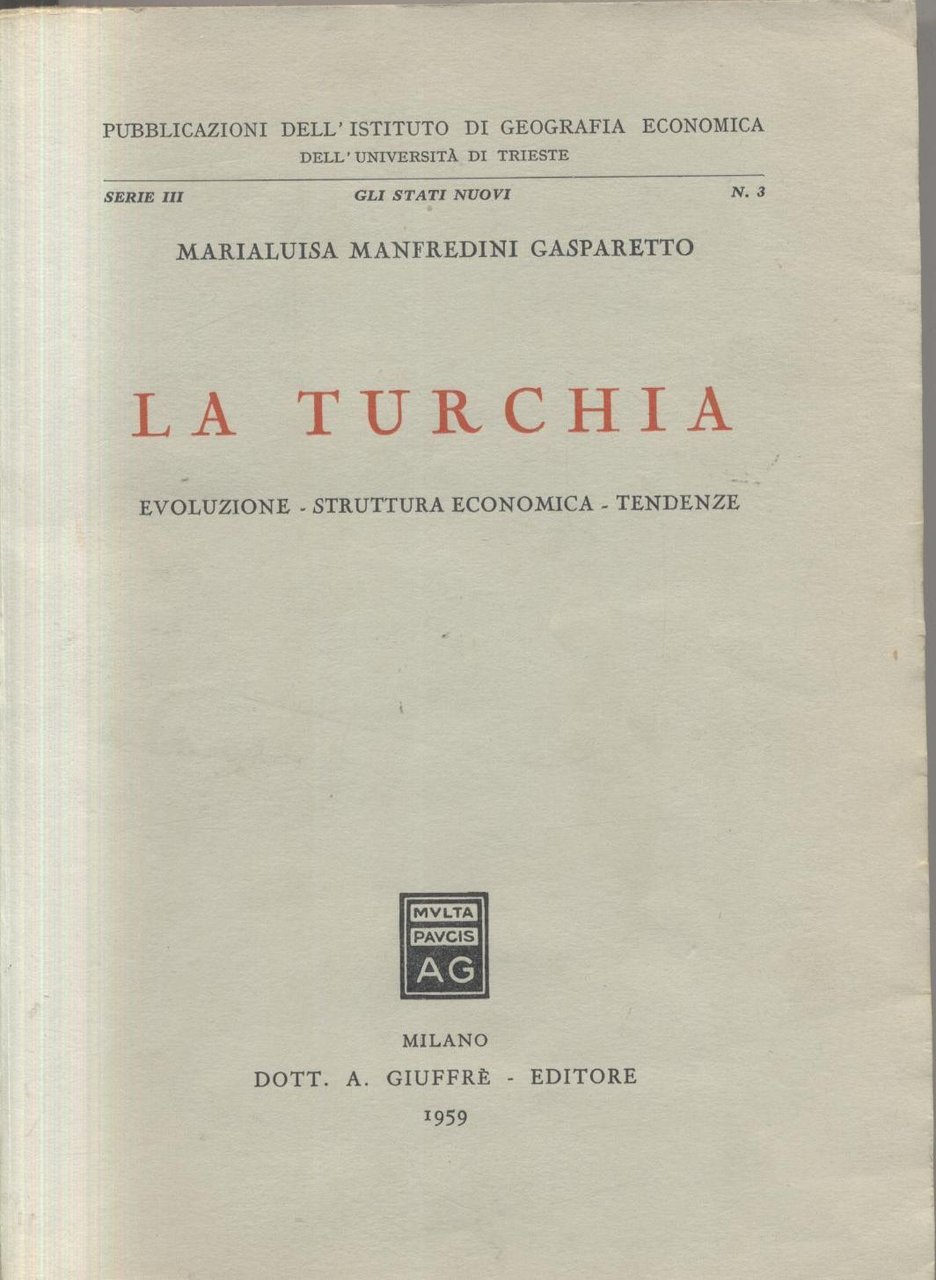 PUBBLICAZIONI DELL' ISTITUTO DI GEOGRAFIA ECONOMICA
DELL' UNIVERSITÀ DI TRIESTE
SERIE III GLI STATI NUOVI N. 3
MARIALUISA MANFREDINI GASPARETTO
LA TURCHIA
EVOLUZIONE - STRUTTURA ECONOMICA - TENDENZE
MVLTA
PAVCIS
AG
MILANO
DOTT. A. GIUFFRÈ - EDITORE
1959